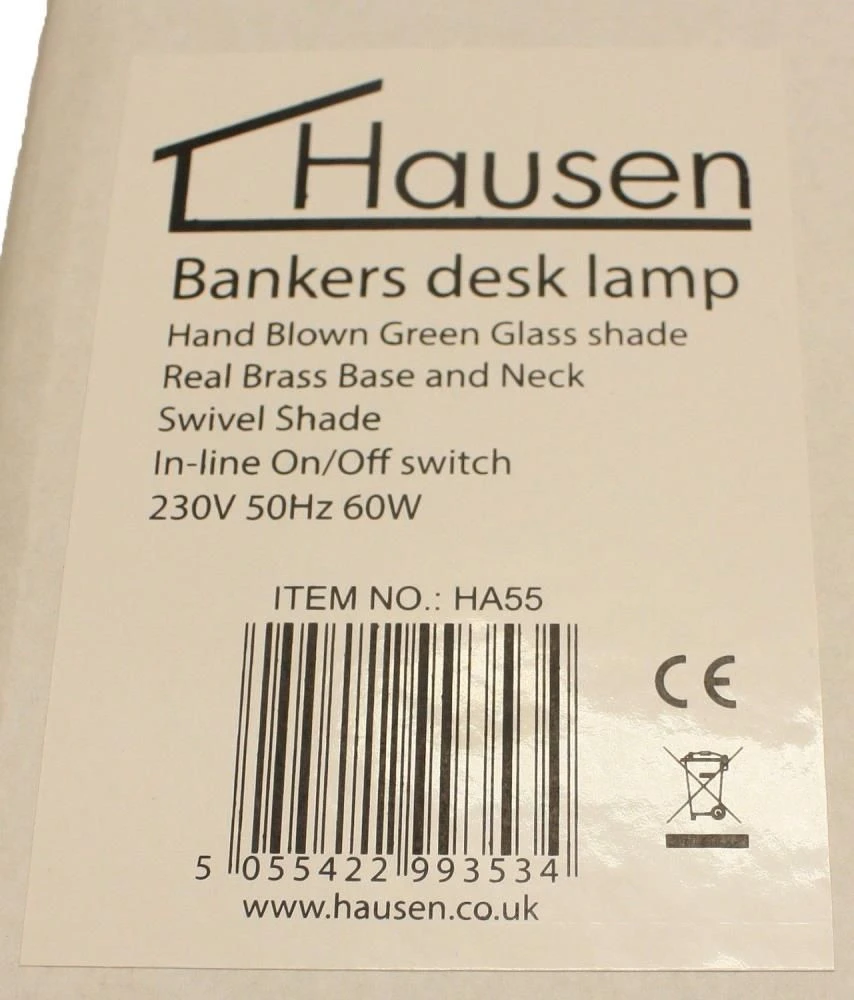 Hausen
Bankers desk lamp
Hand Blown Green Glass shade
Real Brass Base and Neck
Swivel Shade
In-line On/Off switch
230V 50Hz 60W
ITEM NO.: HA55
CE
5 055422 993534
www.hausen.co.uk